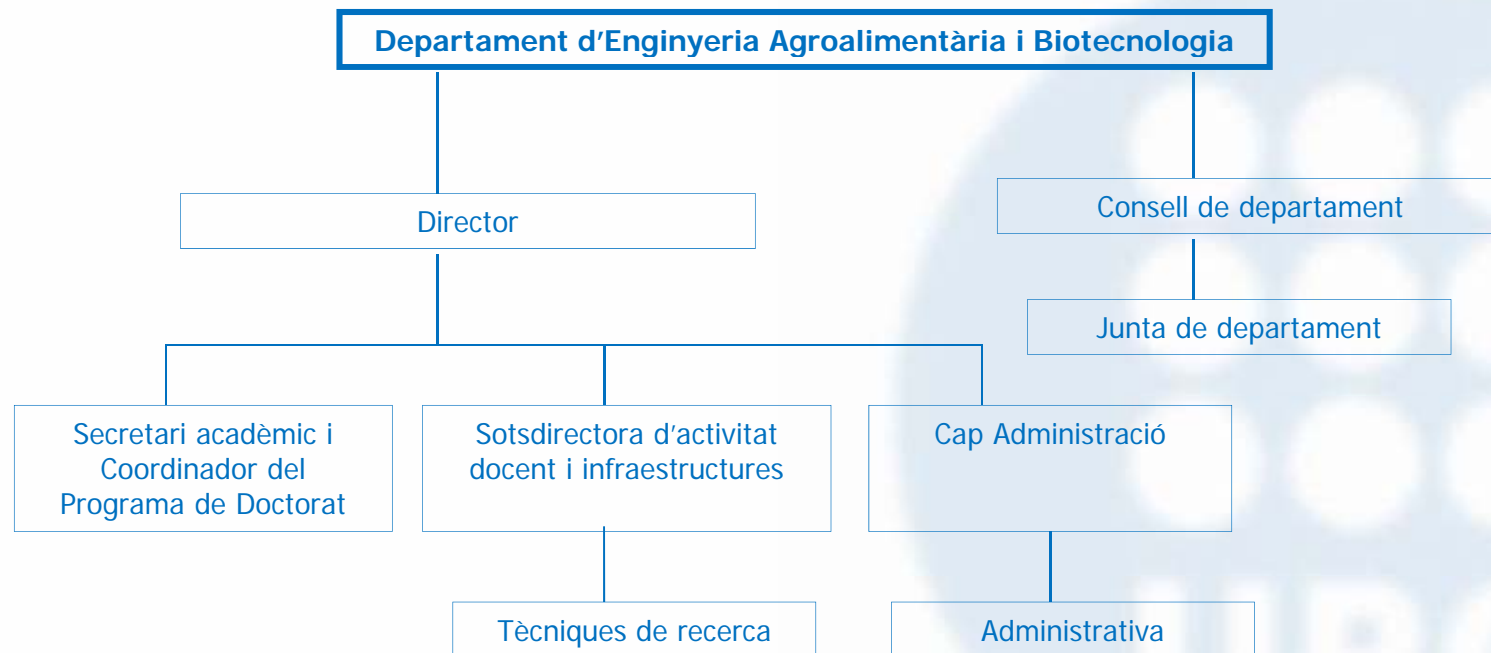 Departament d'Enginyeria Agroalimentària i Biotecnologia
Director
Consell de departament
Junta de departament
Secretari acadèmic i
Coordinador del
Programa de Doctorat
Sotsdirectora d'activitat
docent i infraestructures
Cap Administració
Tècniques de recerca
Administrativa